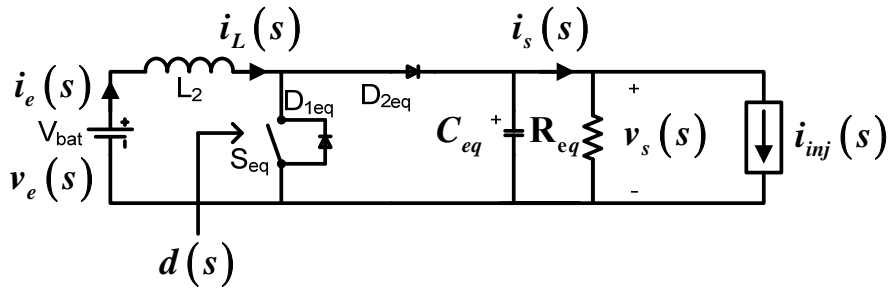 i_L(s)
i_s(s)
i_e(s)
L_2
D_1eq
D_2eq
V_bat
+
-
S_eq
C_eq
+
R_eq
+
v_s(s)
-
i_inj(s)
v_e(s)
d(s)